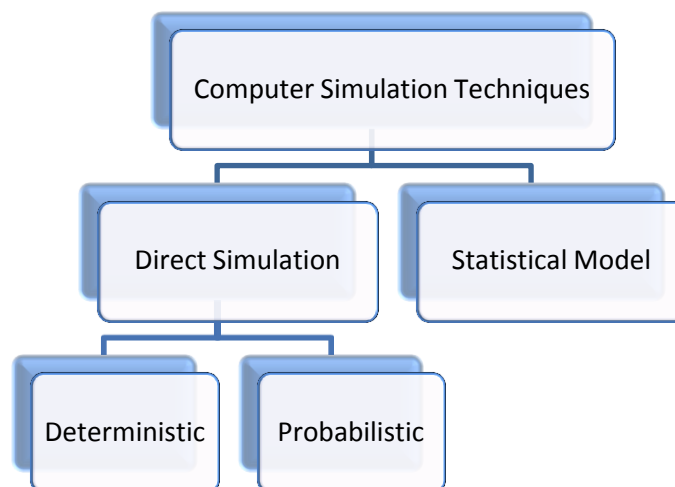 Computer Simulation Techniques
Direct Simulation
Statistical Model
Deterministic
Probabilistic